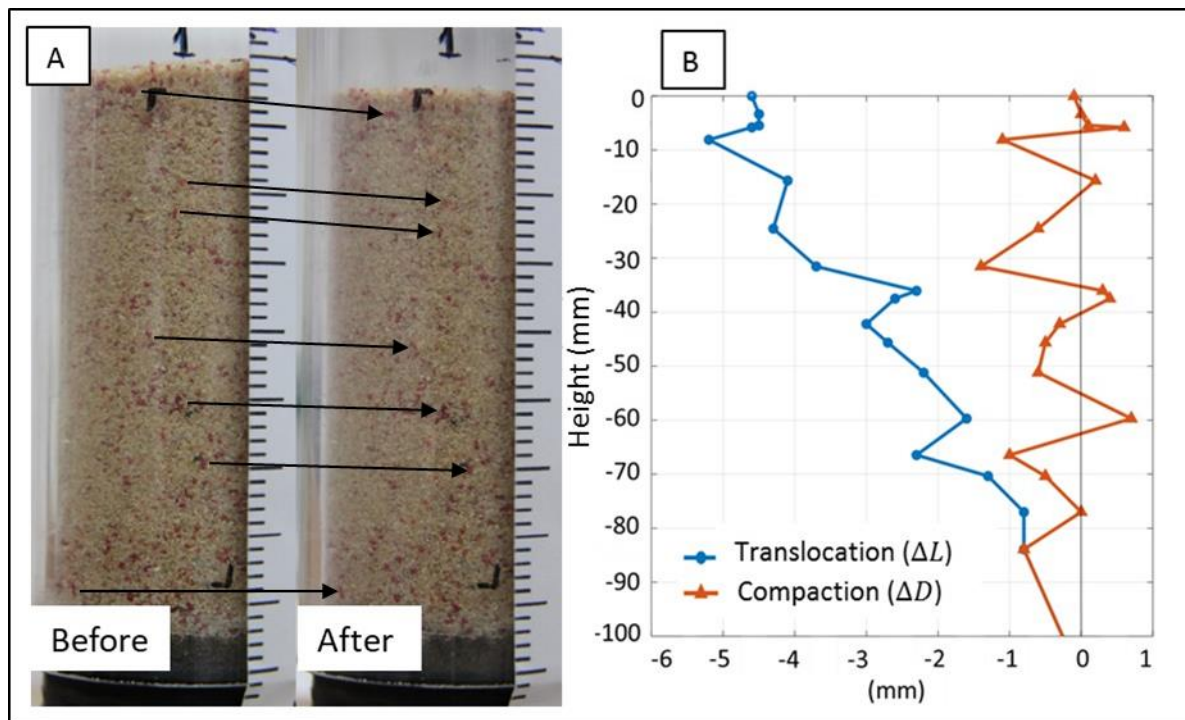 A
1
1
Before
After
B
0
-10
-20
-30
-40
-50
-60
-70
-80
-90
-100
Height (mm)
Translocation (ΔL)
Compaction (ΔD)
-6 -5 -4 -3 -2 -1 0 1
(mm)